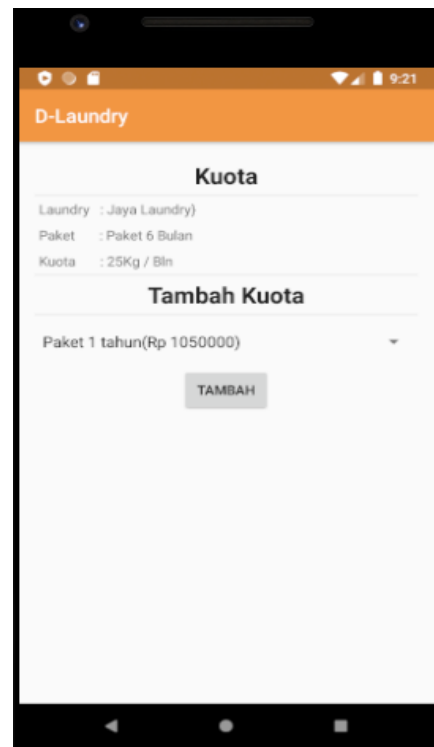 9:21
D-Laundry
Kuota
Laundry : Jaya Laundry)
Paket : Paket 6 Bulan
Kuota : 25Kg / Bln
Tambah Kuota
Paket 1 tahun(Rp 1050000)
TAMBAH